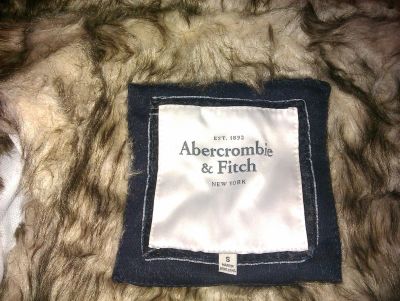 EST. 1892
Abercrombie
& Fitch
NEW YORK
S